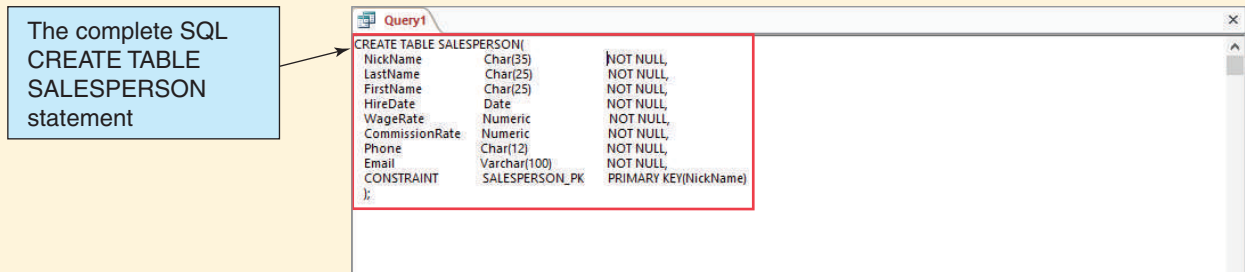 The complete SQL
CREATE TABLE
SALESPERSON
statement
Query1
CREATE TABLE SALESPERSON(
NickName Char(35) NOT NULL,
LastName Char(25) NOT NULL,
FirstName Char(25) NOT NULL,
HireDate Date NOT NULL,
WageRate Numeric NOT NULL,
CommissionRate Numeric NOT NULL,
Phone Char(12) NOT NULL,
Email Varchar(100) NOT NULL,
CONSTRAINT SALESPERSON_PK PRIMARY KEY(NickName)
);